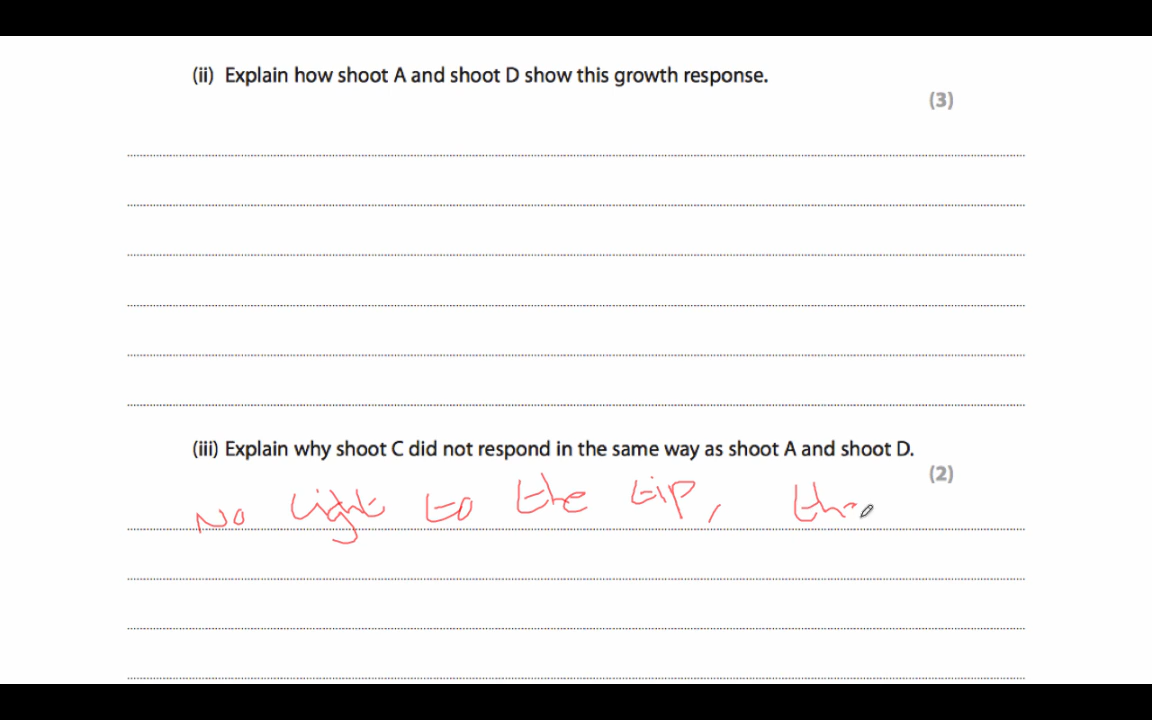 (ii) Explain how shoot A and shoot D show this growth response.
(3)
(iii) Explain why shoot C did not respond in the same way as shoot A and shoot D.
(2)
No light to the tip,